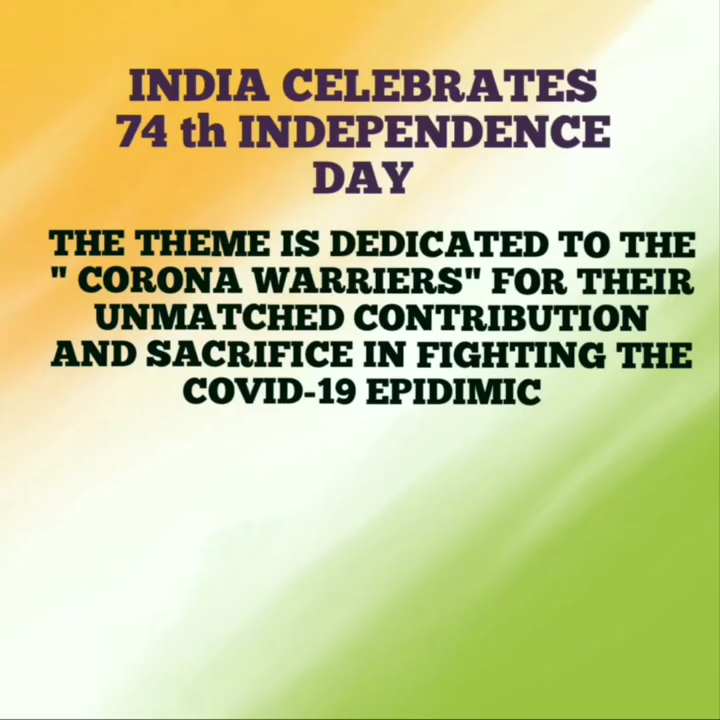 INDIA CELEBRATES
74 th INDEPENDENCE
DAY
THE THEME IS DEDICATED TO THE
" CORONA WARRIERS" FOR THEIR
UNMATCHED CONTRIBUTION
AND SACRIFICE IN FIGHTING THE
COVID-19 EPIDIMIC